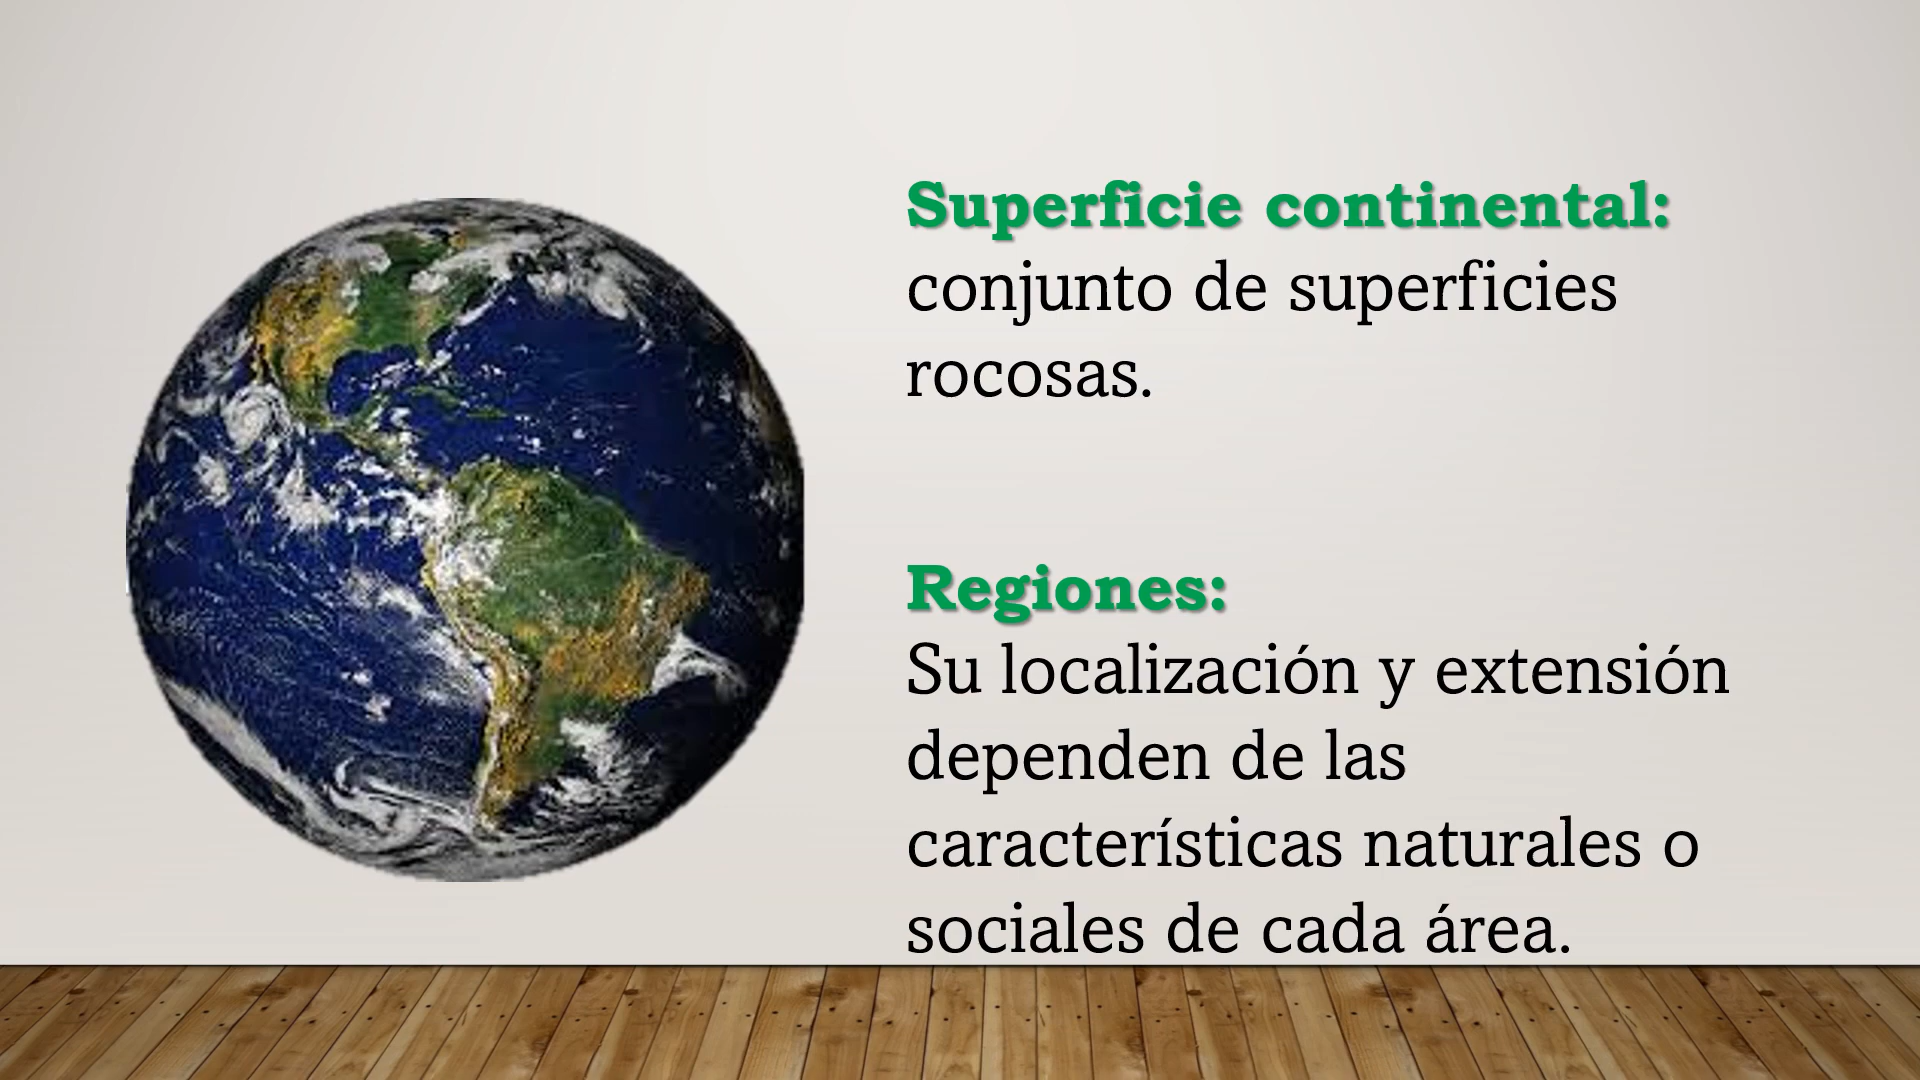 Superficie continental:
conjunto de superficies
rocosas.
Regiones:
Su localización y extensión
dependen de las
características naturales o
sociales de cada área.